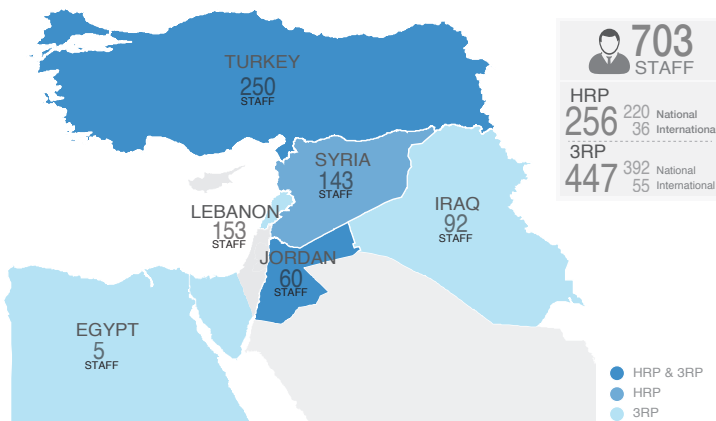 703
STAFF
HRP
256
220 National
36 Internationa
3RP
447
392 National
55 International
TURKEY
250
STAFF
SYRIA
143
STAFF
LEBANON
153
STAFF
IRAQ
92
STAFF
JORDAN
60
STAFF
EGYPT
5
STAFF
HRP & 3RP
HRP
3RP